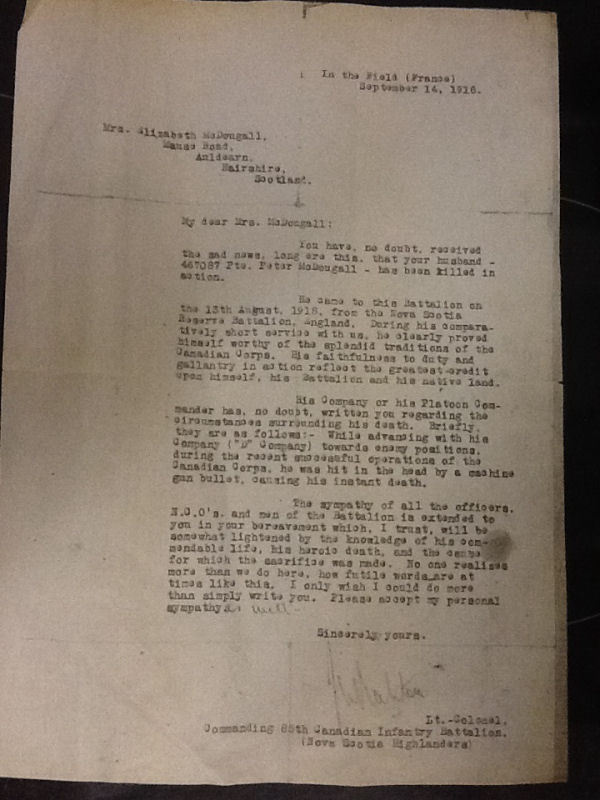 In the Field (France)
September 14, 1918.
Mrs. Elizabeth McDougall,
Manse Road,
Auldearn,
Nairshire,
Scotland.
My dear Mrs. McDougall:
You have, no doubt, received
the sad news, long ere this, that your husband -
467087 Pte. Peter McDougall - has been killed in
action.
He came to this Battalion on
the 13th August, 1918, from the Nova Scotia
Reserve Battalion, England. During his compara-
tively short service with us, he clearly proved
himself worthy of the splendid traditions of the
Canadian Corps. His faithfulness to duty and
gallantry in action reflect the greatest credit
upon himself, his Battalion and his native land.
His Company or his Platoon Com-
mander has, no doubt, written you regarding the
circumstances surrounding his death. Briefly,
they are as follows:- While advancing with his
Company ("D" Company) towards enemy positions,
during the recent successful operations of the
Canadian Corps, he was hit in the head by a machine
gun bullet, causing his instant death.
The sympathy of all the officers,
N.C.O's. and men of the Battalion is extended to
you in your bereavement which, I trust, will be
somewhat lightened by the knowledge of his com-
mendable life, his heroic death, and the cause
for which the sacrifice was made. No one realises
more than we do here, how futile words are at
times like this. I only wish I could do more
than simply write you. Please accept my personal
sympathy as well
Sincerely yours,
Lt.-Colonel,
Commanding 85th Canadian Infantry Battalion.
(Nova Scotia Highlanders)